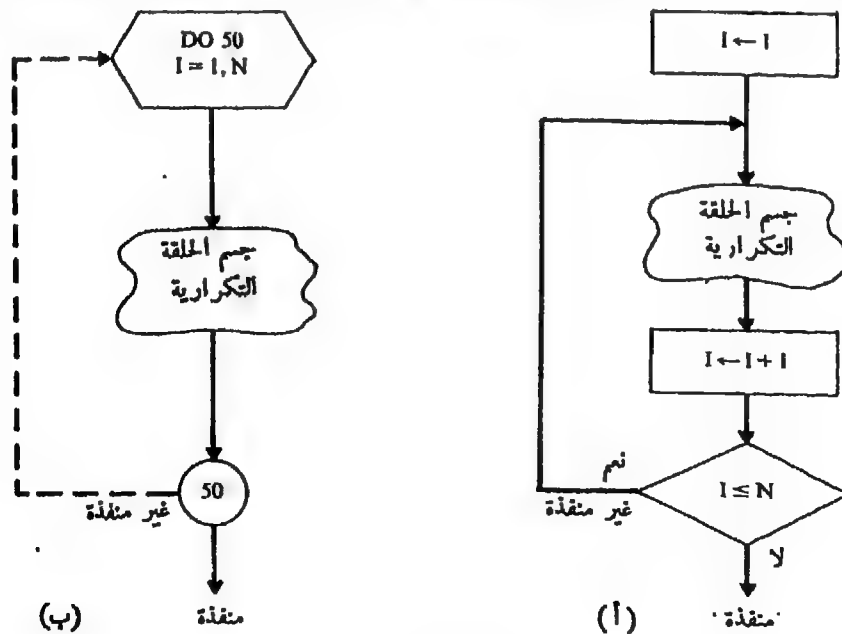 I ← 1
جسم الحلقة
التكرارية
I ← I + 1
نعم
I ≤ N
غير منفذة
لا
منفذة
(أ)
DO 50
I = 1, N
جسم الحلقة
التكرارية
50
غير منفذة
منفذة
(ب)